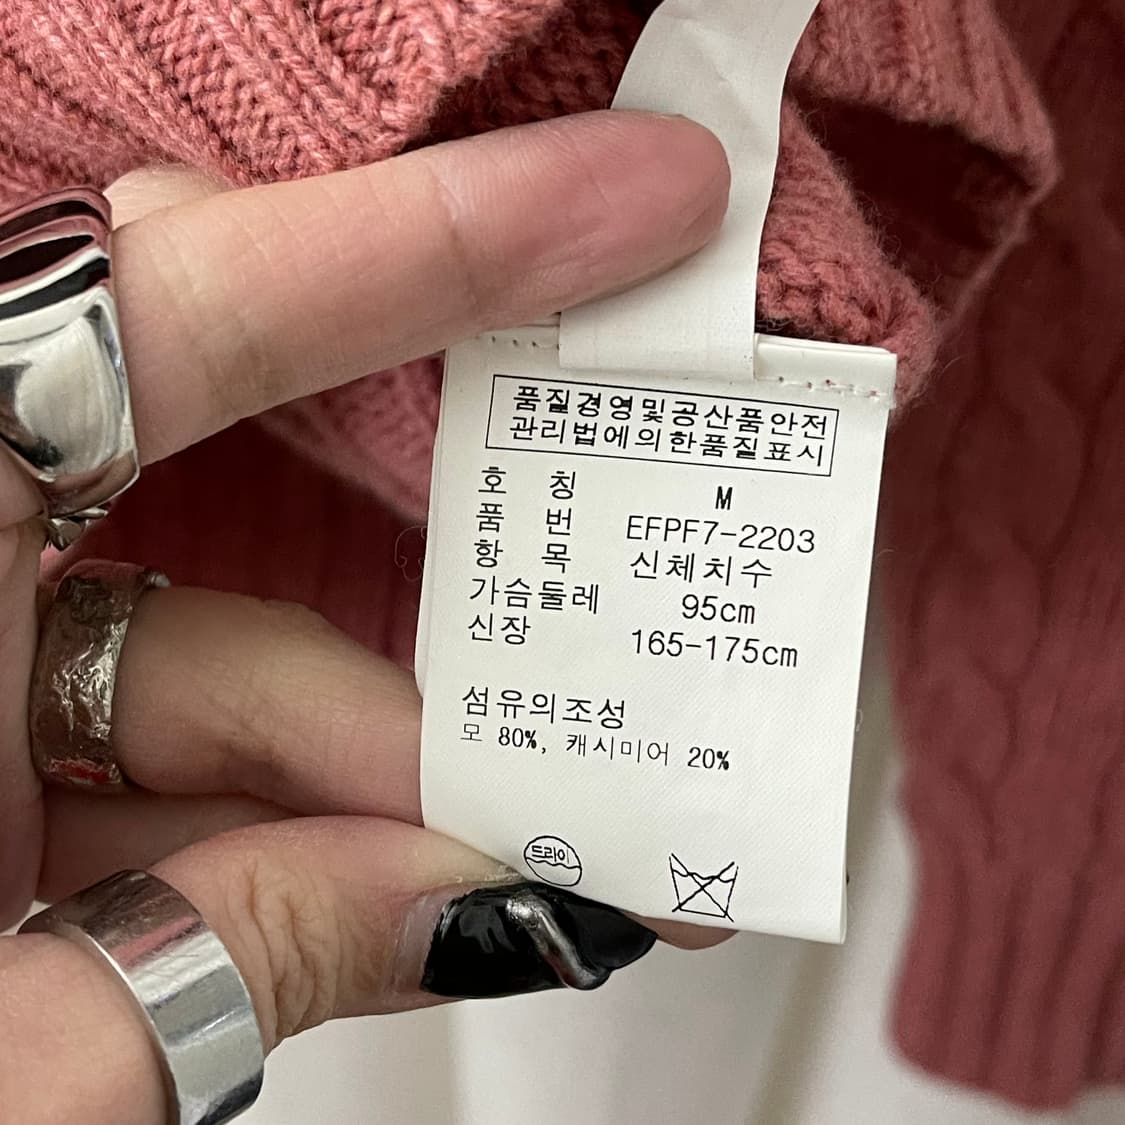 품질경영및공산품안전
관리법에의한품질표시
호 칭 M
품 번 EFPF7-2203
항 목 신체치수
가슴둘레 95cm
신장 165-175cm
섬유의조성
모 80%, 캐시미어 20%
드라이